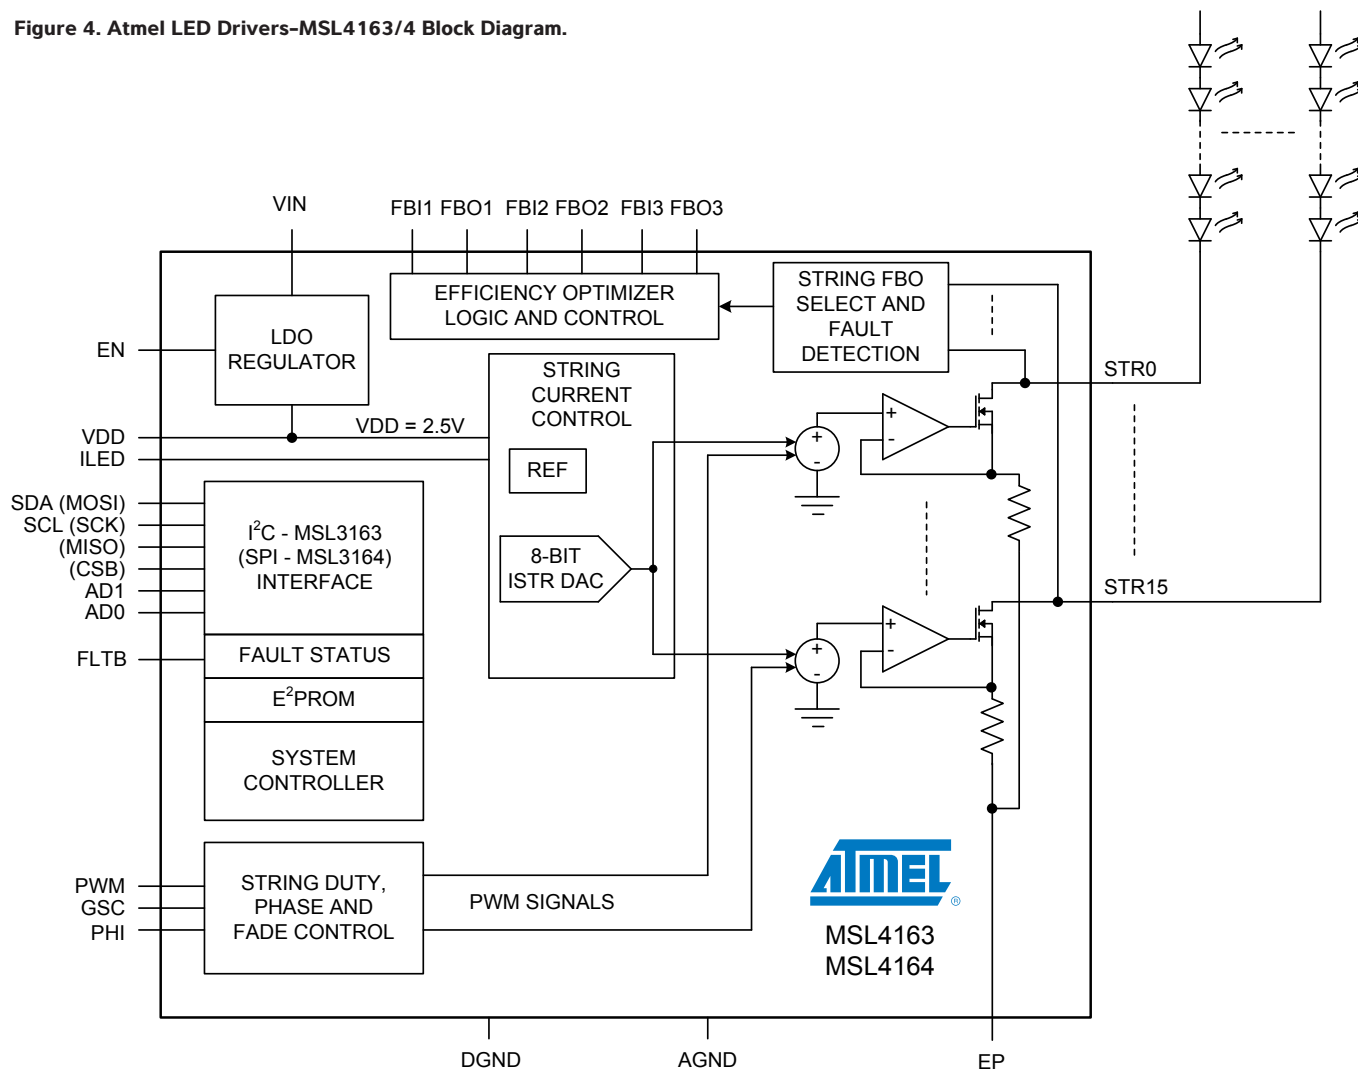 Figure 4. Atmel LED Drivers–MSL4163/4 Block Diagram.
VIN
FBI1 FBO1 FBI2 FBO2 FBI3 FBO3
EFFICIENCY OPTIMIZER
LOGIC AND CONTROL
STRING FBO
SELECT AND
FAULT
DETECTION
LDO
REGULATOR
EN
STRING
CURRENT
CONTROL
STR0
VDD
VDD = 2.5V
ILED
REF
+
-
+
-
SDA (MOSI)
SCL (SCK)
(MISO)
(CSB)
AD1
AD0
I²C - MSL3163
(SPI - MSL3164)
INTERFACE
8-BIT
ISTR DAC
STR15
+
-
+
-
FLTB
FAULT STATUS
E²PROM
SYSTEM
CONTROLLER
PWM
GSC
PHI
STRING DUTY,
PHASE AND
FADE CONTROL
PWM SIGNALS
ATMEL
®
MSL4163
MSL4164
DGND
AGND
EP